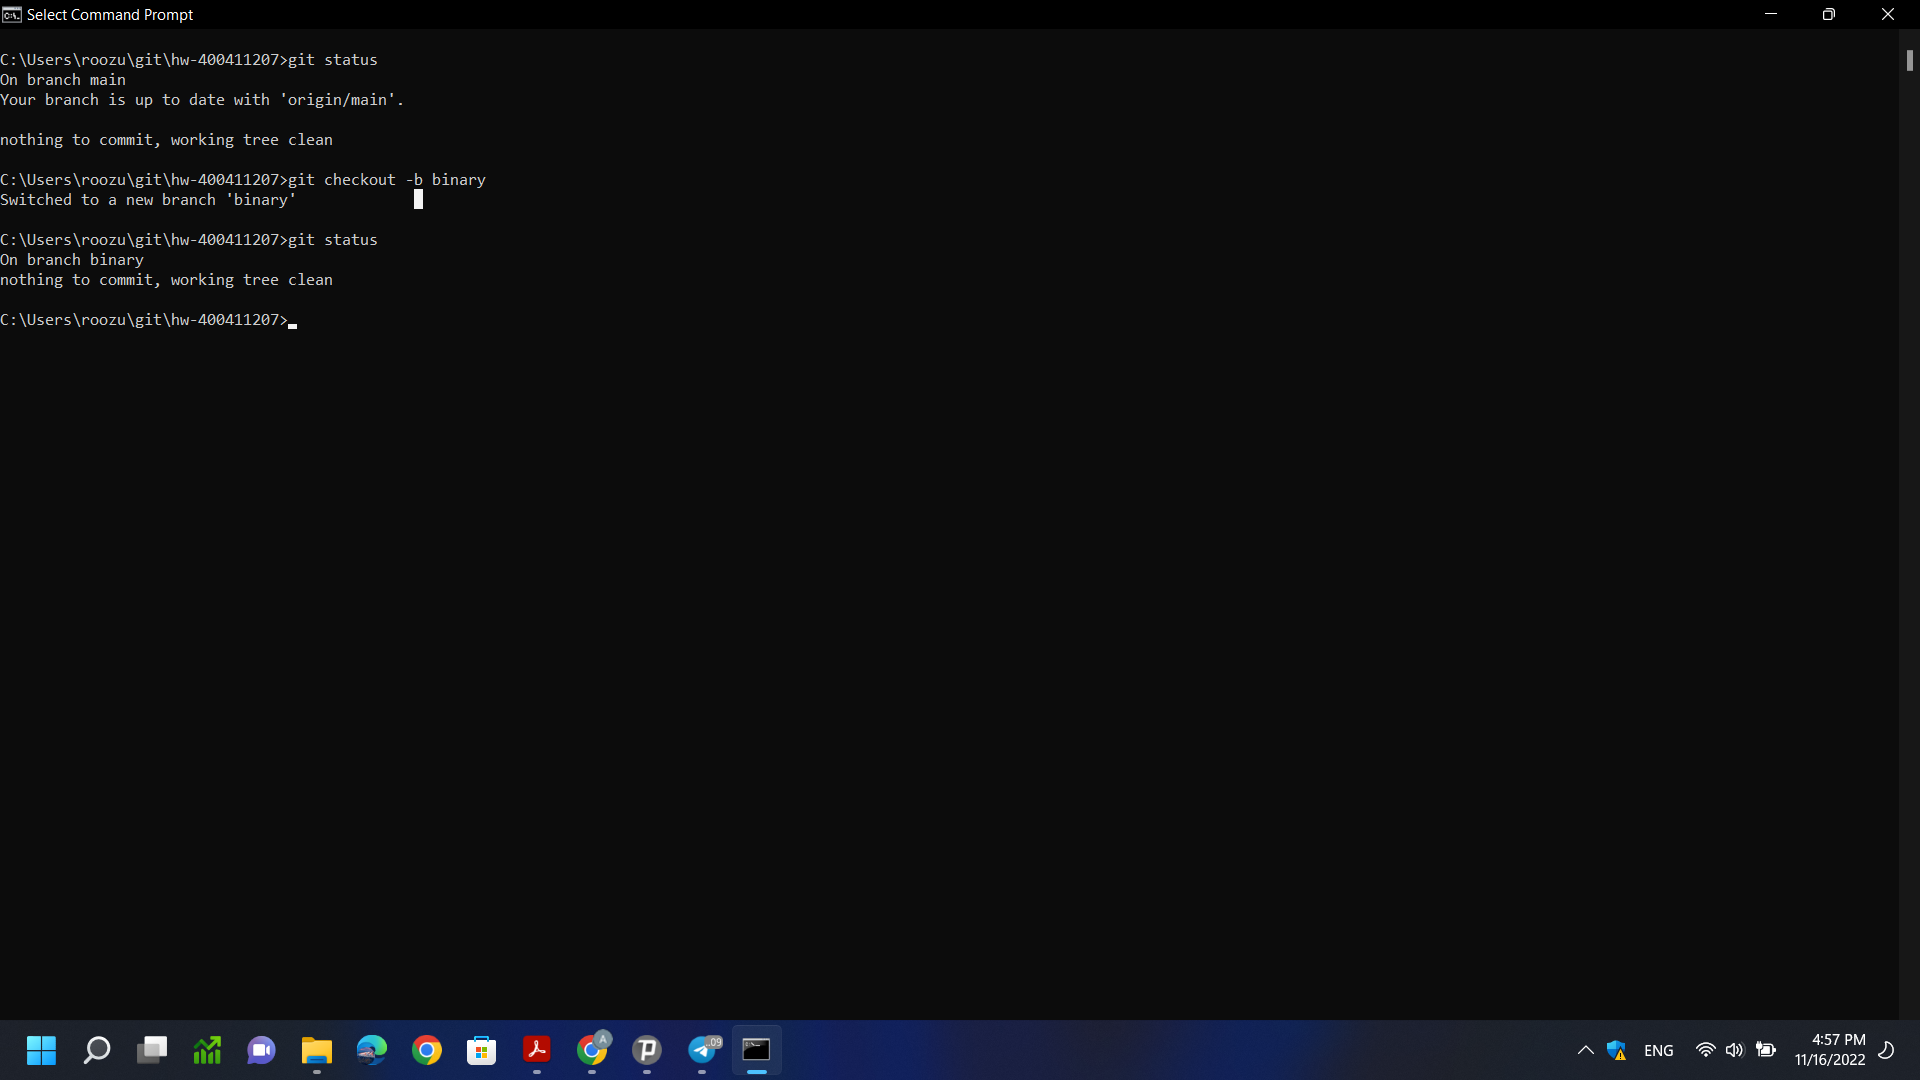 Select Command Prompt
C:\Users\roozu\git\hw-400411207>git status
On branch main
Your branch is up to date with 'origin/main'.
nothing to commit, working tree clean
C:\Users\roozu\git\hw-400411207>git checkout -b binary
Switched to a new branch 'binary'
C:\Users\roozu\git\hw-400411207>git status
On branch binary
nothing to commit, working tree clean
C:\Users\roozu\git\hw-400411207>
A
..09
ENG
4:57 PM
11/16/2022